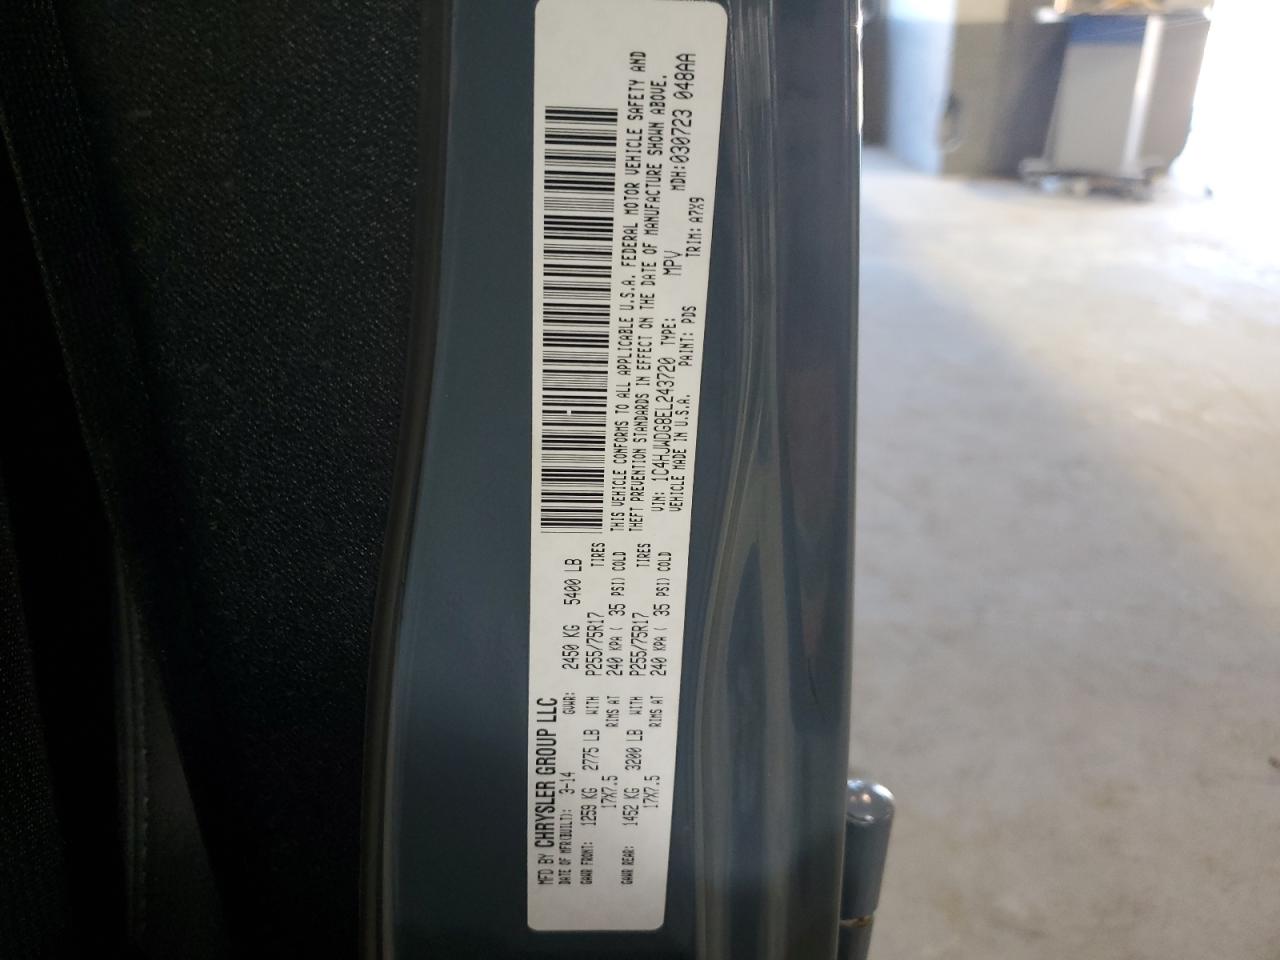 MFD BY CHRYSLER GROUP LLC
DATE OF MFR(BUILT): 3-14 GVWR: 2450 KG 5400 LB
GAWR FRONT: 1259 KG 2775 LB WITH P255/75R17 TIRES
17X7.5 RIMS AT 240 KPA ( 35 PSI) COLD
GAWR REAR: 1452 KG 3200 LB WITH P255/75R17 TIRES
17X7.5 RIMS AT 240 KPA ( 35 PSI) COLD
THIS VEHICLE CONFORMS TO ALL APPLICABLE U.S.A. FEDERAL MOTOR VEHICLE SAFETY AND
THEFT PREVENTION STANDARDS IN EFFECT ON THE DATE OF MANUFACTURE SHOWN ABOVE.
VIN: 1C4HJWDG8EL243720 TYPE: MPV MDH:030723 048AA
VEHICLE MADE IN U.S.A. PAINT: PDS TRIM: A7X9